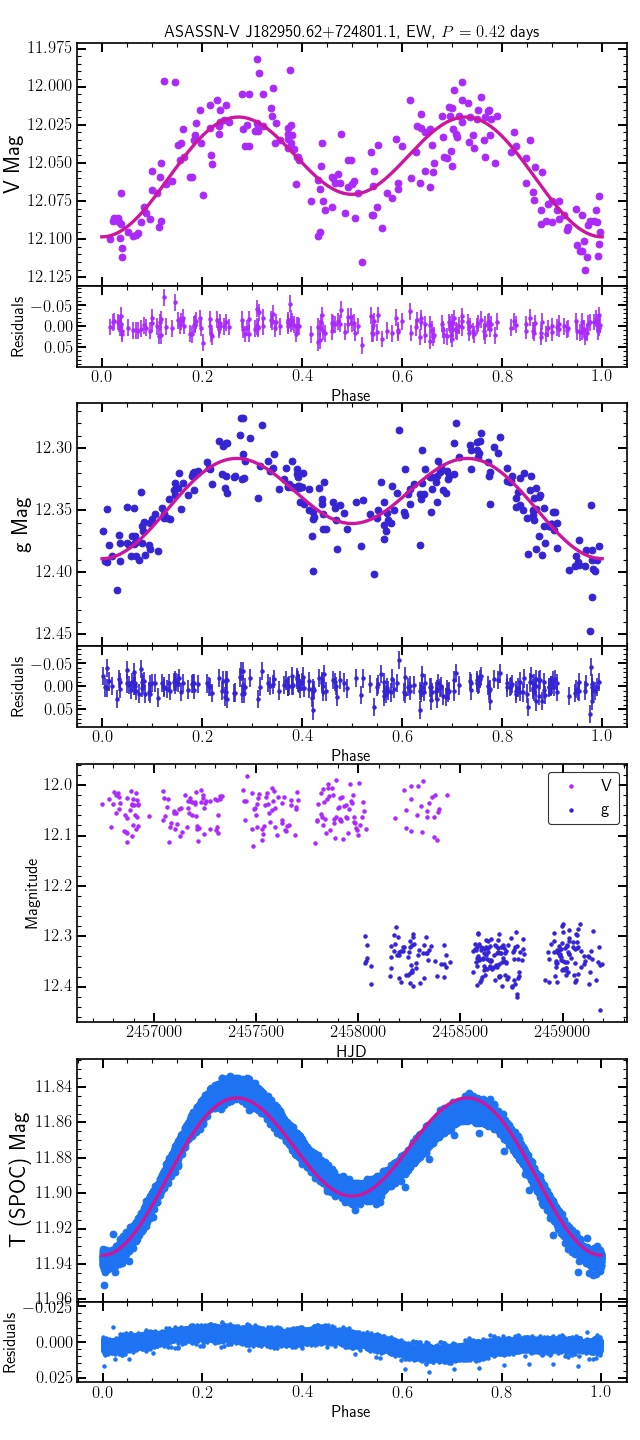 ASASSN-V J182950.62+724801.1, EW, P = 0.42 days
V Mag
11.975
12.000
12.025
12.050
12.075
12.100
12.125
Residuals
−0.05
0.00
0.05
0.0 0.2 0.4 0.6 0.8 1.0
Phase
g Mag
12.30
12.35
12.40
12.45
Residuals
−0.05
0.00
0.05
0.0 0.2 0.4 0.6 0.8 1.0
Phase
Magnitude
12.0
12.1
12.2
12.3
12.4
V
g
2457000 2457500 2458000 2458500 2459000
HJD
T (SPOC) Mag
11.84
11.86
11.88
11.90
11.92
11.94
11.96
Residuals
−0.025
0.000
0.025
0.0 0.2 0.4 0.6 0.8 1.0
Phase